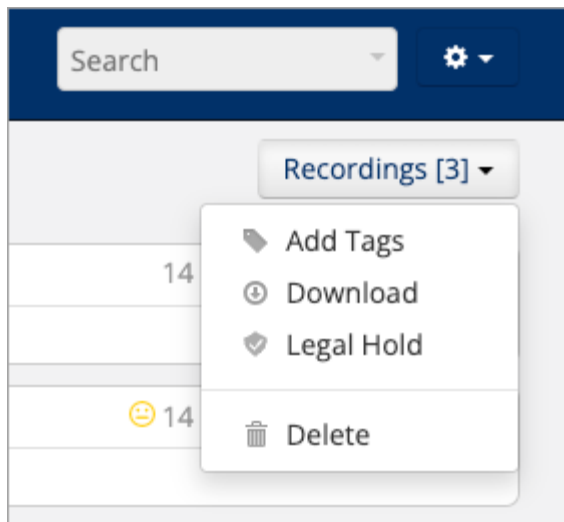 Search
Recordings [3]
Add Tags
14
Download
Legal Hold
14
Delete